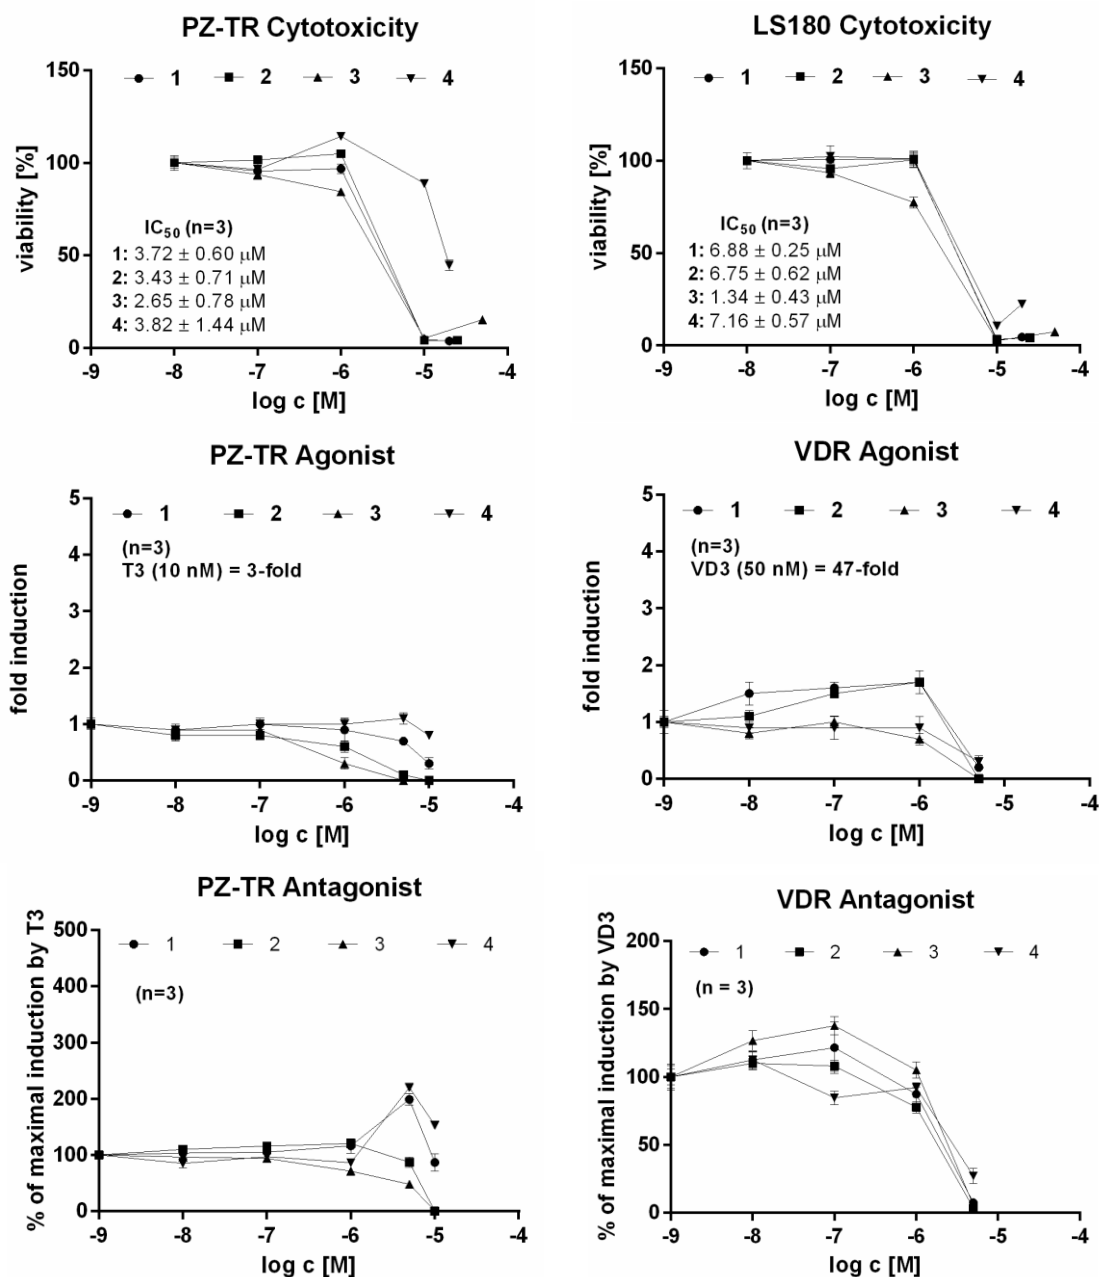 PZ-TR Cytotoxicity
150
100
50
0
viability [%]
1 2 3 4
IC50 (n=3)
1: 3.72 ± 0.60 µM
2: 3.43 ± 0.71 µM
3: 2.65 ± 0.78 µM
4: 3.82 ± 1.44 µM
-9 -8 -7 -6 -5 -4
log c [M]
LS180 Cytotoxicity
150
100
50
0
viability [%]
1 2 3 4
IC50 (n=3)
1: 6.88 ± 0.25 µM
2: 6.75 ± 0.62 µM
3: 1.34 ± 0.43 µM
4: 7.16 ± 0.57 µM
-9 -8 -7 -6 -5 -4
log c [M]
PZ-TR Agonist
5
4
3
2
1
0
fold induction
1 2 3 4
(n=3)
T3 (10 nM) = 3-fold
-9 -8 -7 -6 -5 -4
log c [M]
VDR Agonist
5
4
3
2
1
0
fold induction
1 2 3 4
(n=3)
VD3 (50 nM) = 47-fold
-9 -8 -7 -6 -5 -4
log c [M]
PZ-TR Antagonist
500
400
300
200
100
0
% of maximal induction by T3
1 2 3 4
(n=3)
-9 -8 -7 -6 -5 -4
log c [M]
VDR Antagonist
200
150
100
50
0
% of maximal induction by VD3
1 2 3 4
(n = 3)
-9 -8 -7 -6 -5 -4
log c [M]